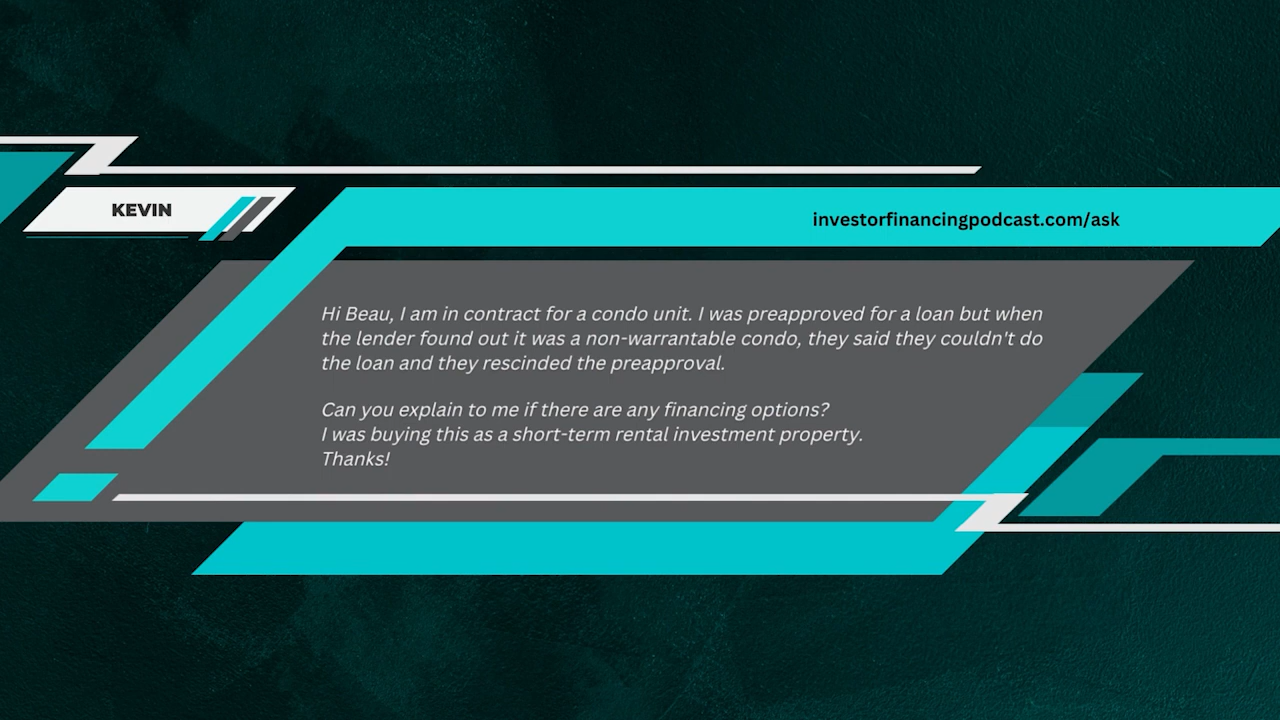 KEVIN
investorfinancingpodcast.com/ask
Hi Beau, I am in contract for a condo unit. I was preapproved for a loan but when
the lender found out it was a non-warrantable condo, they said they couldn't do
the loan and they rescinded the preapproval.
Can you explain to me if there are any financing options?
I was buying this as a short-term rental investment property.
Thanks!